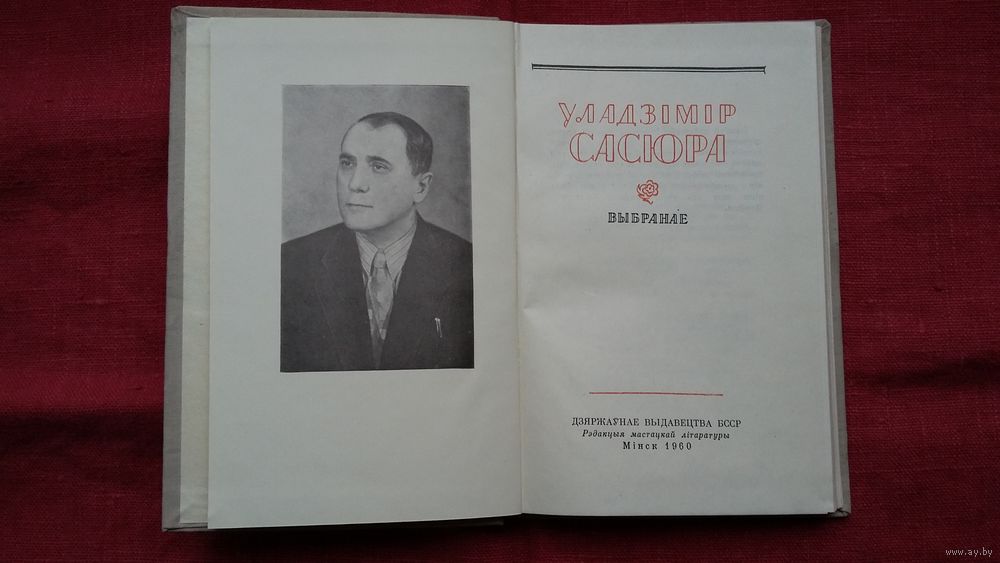 УЛАДЗІМІР
САСЮРА
ВЫБРАНАЕ
ДЗЯРЖАЎНАЕ ВЫДАВЕЦТВА БССР
Рэдакцыя мастацкай літаратуры
Мінск 1960
www.ay.by